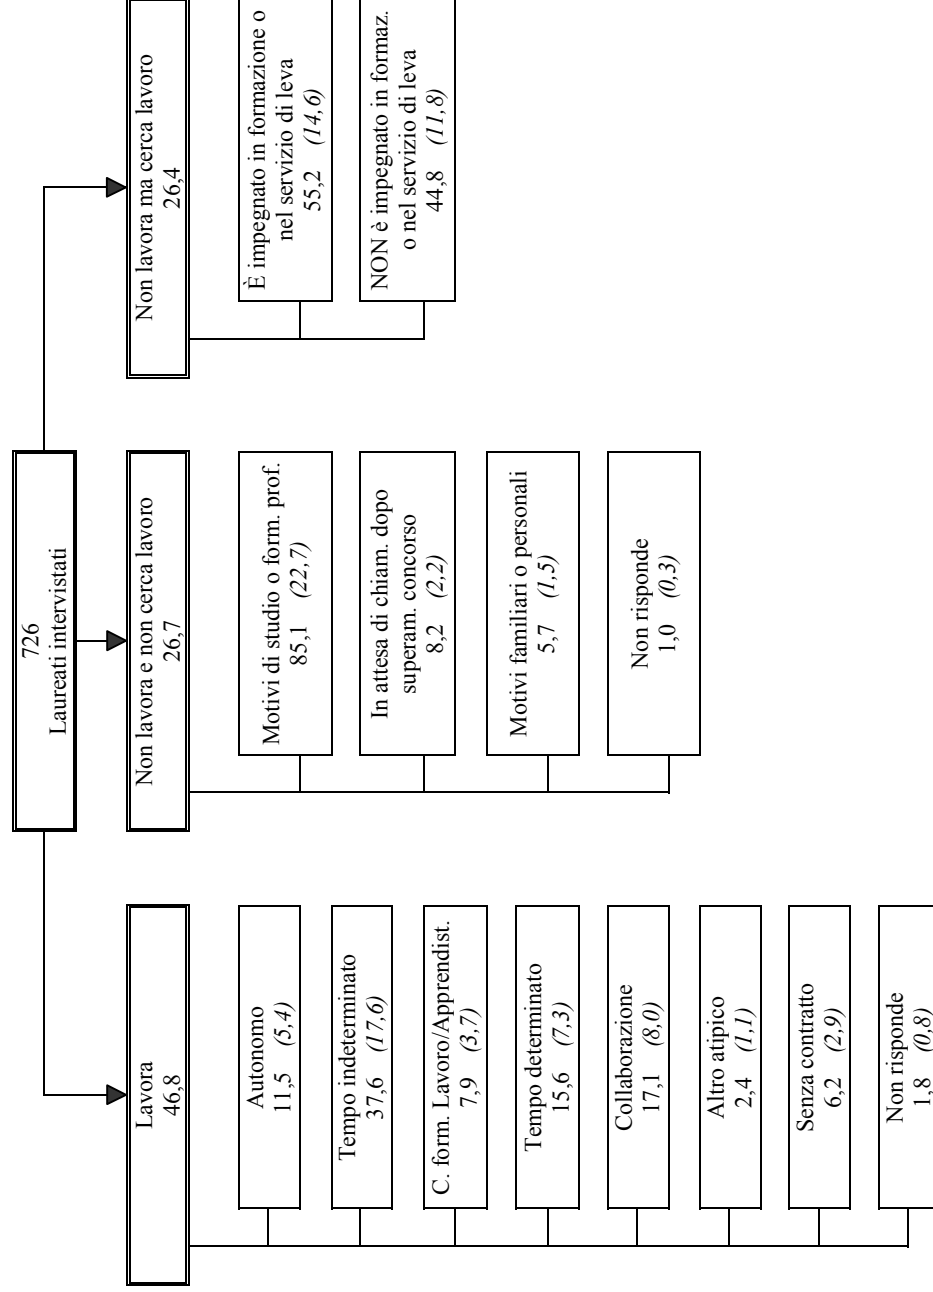 726
Laureati intervistati
Lavora
46,8
Autonomo
11,5 (5,4)
Tempo indeterminato
37,6 (17,6)
C. form. Lavoro/Apprendist.
7,9 (3,7)
Tempo determinato
15,6 (7,3)
Collaborazione
17,1 (8,0)
Altro atipico
2,4 (1,1)
Senza contratto
6,2 (2,9)
Non risponde
1,8 (0,8)
Non lavora e non cerca lavoro
26,7
Motivi di studio o form. prof.
85,1 (22,7)
In attesa di chiam. dopo
superam. concorso
8,2 (2,2)
Motivi familiari o personali
5,7 (1,5)
Non risponde
1,0 (0,3)
Non lavora ma cerca lavoro
26,4
È impegnato in formazione o
nel servizio di leva
55,2 (14,6)
NON è impegnato in formaz.
o nel servizio di leva
44,8 (11,8)